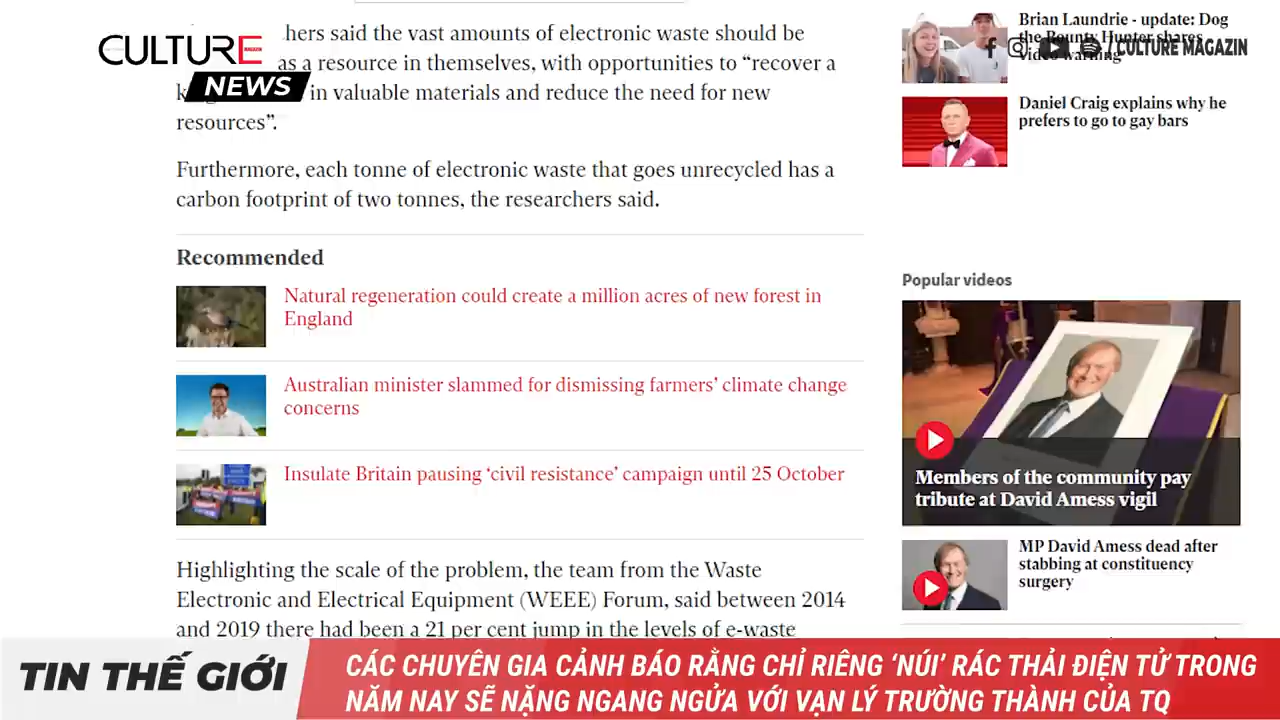 CULTURE
MAGAZIN
NEWS
hers said the vast amounts of electronic waste should be
as a resource in themselves, with opportunities to “recover a
in valuable materials and reduce the need for new
resources”.
Furthermore, each tonne of electronic waste that goes unrecycled has a
carbon footprint of two tonnes, the researchers said.
Recommended
Natural regeneration could create a million acres of new forest in
England
Australian minister slammed for dismissing farmers’ climate change
concerns
Insulate Britain pausing ‘civil resistance’ campaign until 25 October
Highlighting the scale of the problem, the team from the Waste
Electronic and Electrical Equipment (WEEE) Forum, said between 2014
and 2019 there had been a 21 per cent jump in the levels of e-waste
Brian Laundrie - update: Dog
the Bounty Hunter shares
video warning
/CULTURE MAGAZIN
Daniel Craig explains why he
prefers to go to gay bars
Popular videos
Members of the community pay
tribute at David Amess vigil
MP David Amess dead after
stabbing at constituency
surgery
TIN THẾ GIỚI
CÁC CHUYÊN GIA CẢNH BÁO RẰNG CHỈ RIÊNG ‘NÚI’ RÁC THẢI ĐIỆN TỬ TRONG
NĂM NAY SẼ NẶNG NGANG NGỬA VỚI VẠN LÝ TRƯỜNG THÀNH CỦA TQ